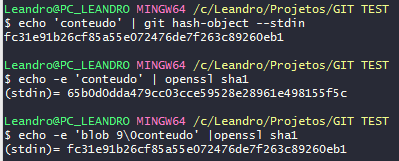 Leandro@PC_LEANDRO MINGW64 /c/Leandro/Projetos/GIT TEST
$ echo 'conteudo' | git hash-object --stdin
fc31e91b26cf85a55e072476de7f263c89260eb1

Leandro@PC_LEANDRO MINGW64 /c/Leandro/Projetos/GIT TEST
$ echo -e 'conteudo' | openssl sha1
(stdin)= 65b0d0dda479cc03cce59528e28961e498155f5c

Leandro@PC_LEANDRO MINGW64 /c/Leandro/Projetos/GIT TEST
$ echo -e 'blob 9\0conteudo' |openssl sha1
(stdin)= fc31e91b26cf85a55e072476de7f263c89260eb1